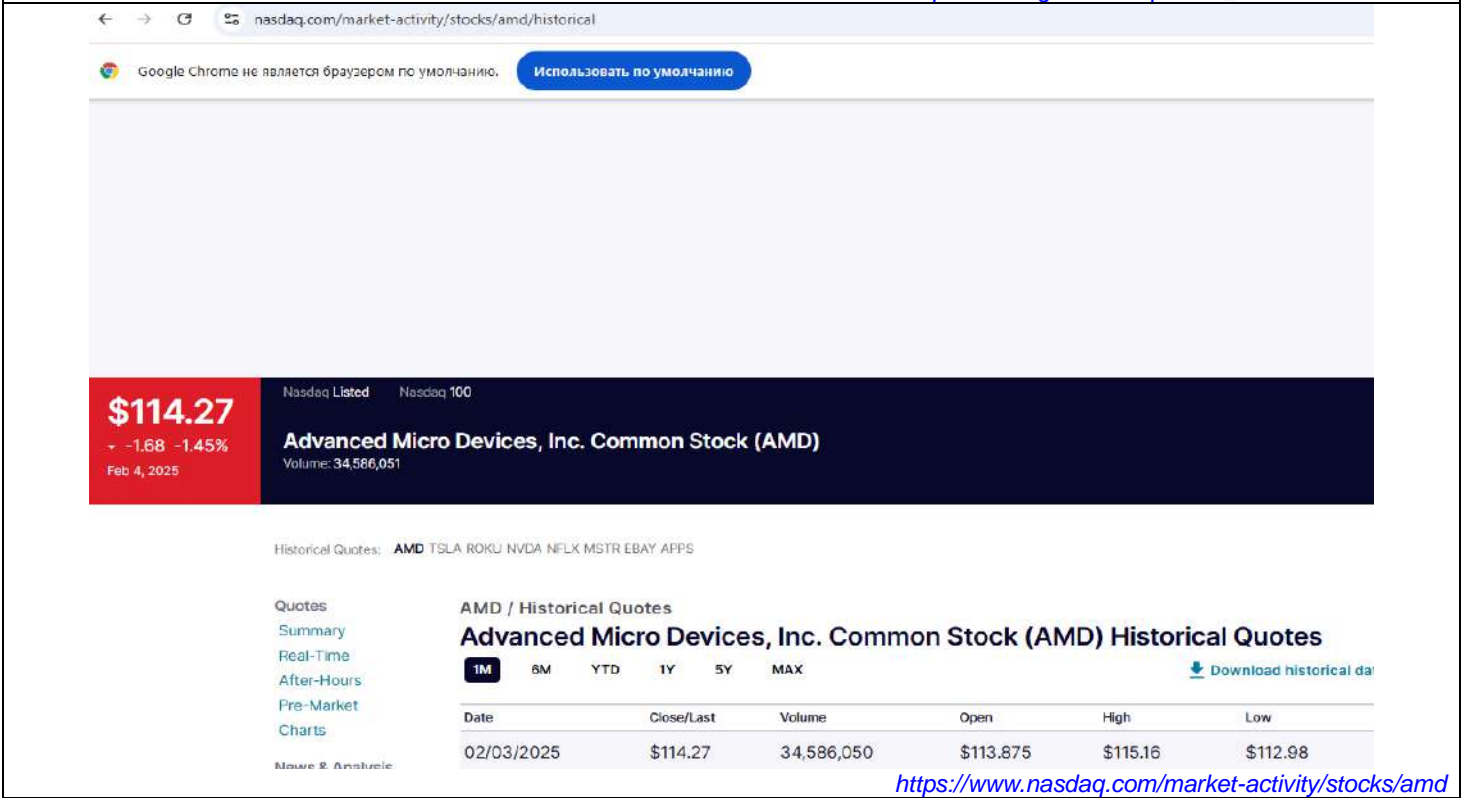 nasdaq.com/market-activity/stocks/amd/historical
Google Chrome не является браузером по умолчанию. Использовать по умолчанию
$114.27
-1.68 -1.45%
Feb 4, 2025
Nasdaq Listed Nasdaq 100
Advanced Micro Devices, Inc. Common Stock (AMD)
Volume: 34,586,051
Historical Quotes: AMD TSLA ROKU NVDA NFLX MSTR EBAY APPS
Quotes
Summary
Real-Time
After-Hours
Pre-Market
Charts
News & Analysis
AMD / Historical Quotes
Advanced Micro Devices, Inc. Common Stock (AMD) Historical Quotes
1M 6M YTD 1Y 5Y MAX Download historical dat
Date Close/Last Volume Open High Low
02/03/2025 $114.27 34,586,050 $113.875 $115.16 $112.98
https://www.nasdaq.com/market-activity/stocks/amd